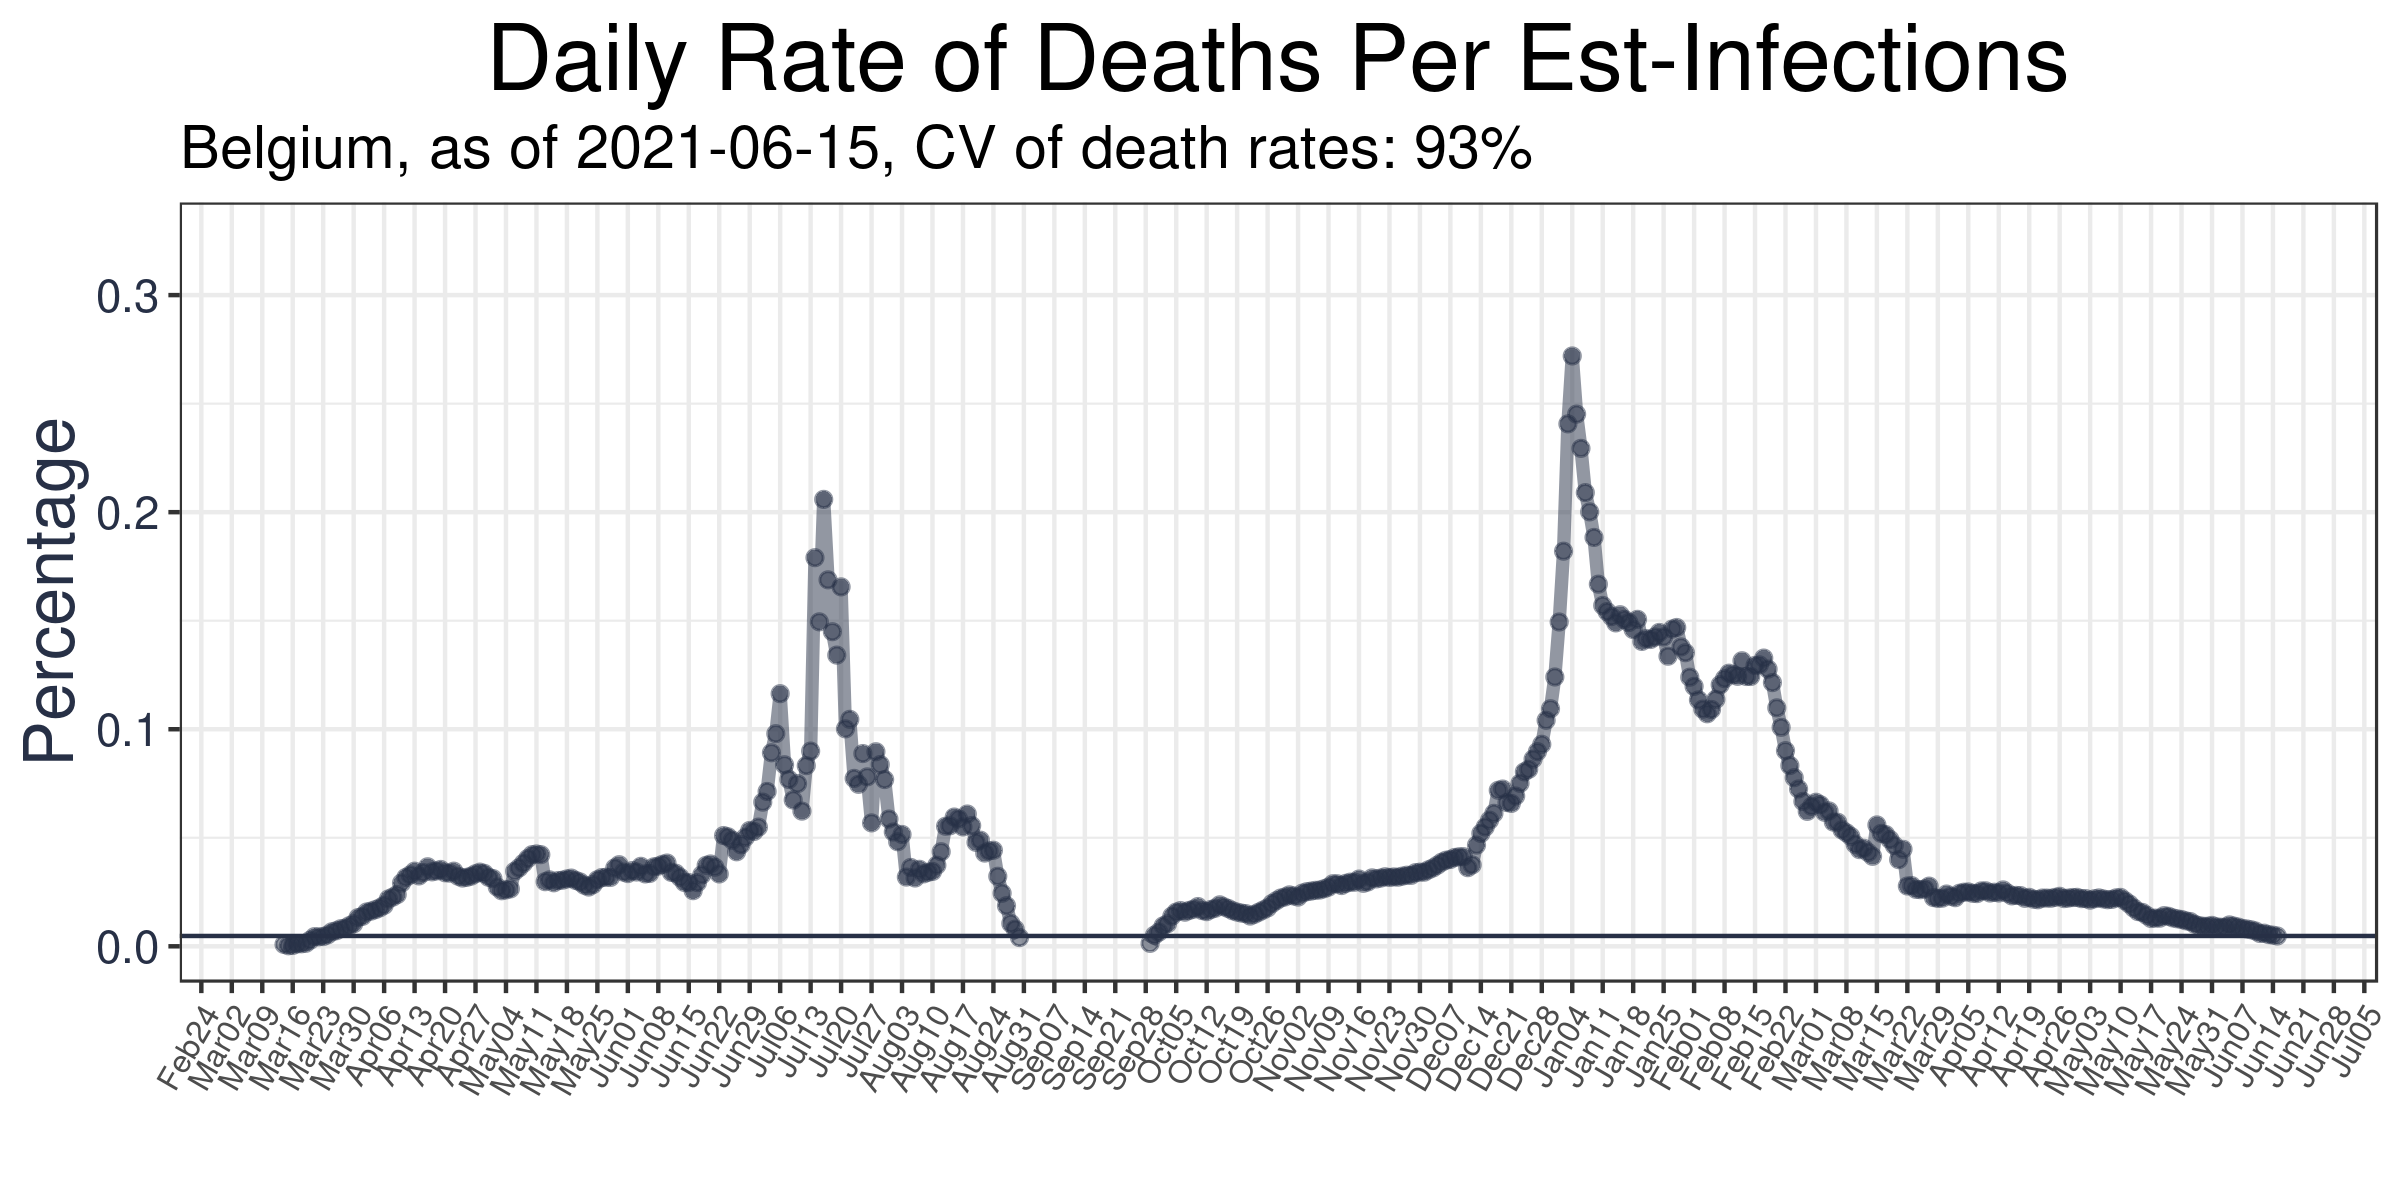 Daily Rate of Deaths Per Est-Infections
Belgium, as of 2021-06-15, CV of death rates: 93%
Percentage
0.3
0.2
0.1
0.0
Feb24
Mar02
Mar09
Mar16
Mar23
Mar30
Apr06
Apr13
Apr20
Apr27
May04
May11
May18
May25
Jun01
Jun08
Jun15
Jun22
Jun29
Jul06
Jul13
Jul20
Jul27
Aug03
Aug10
Aug17
Aug24
Aug31
Sep07
Sep14
Sep21
Sep28
Oct05
Oct12
Oct19
Oct26
Nov02
Nov09
Nov16
Nov23
Nov30
Dec07
Dec14
Dec21
Dec28
Jan04
Jan11
Jan18
Jan25
Feb01
Feb08
Feb15
Feb22
Mar01
Mar08
Mar15
Mar22
Mar29
Apr05
Apr12
Apr19
Apr26
May03
May10
May17
May24
May31
Jun07
Jun14
Jun21
Jun28
Jul05